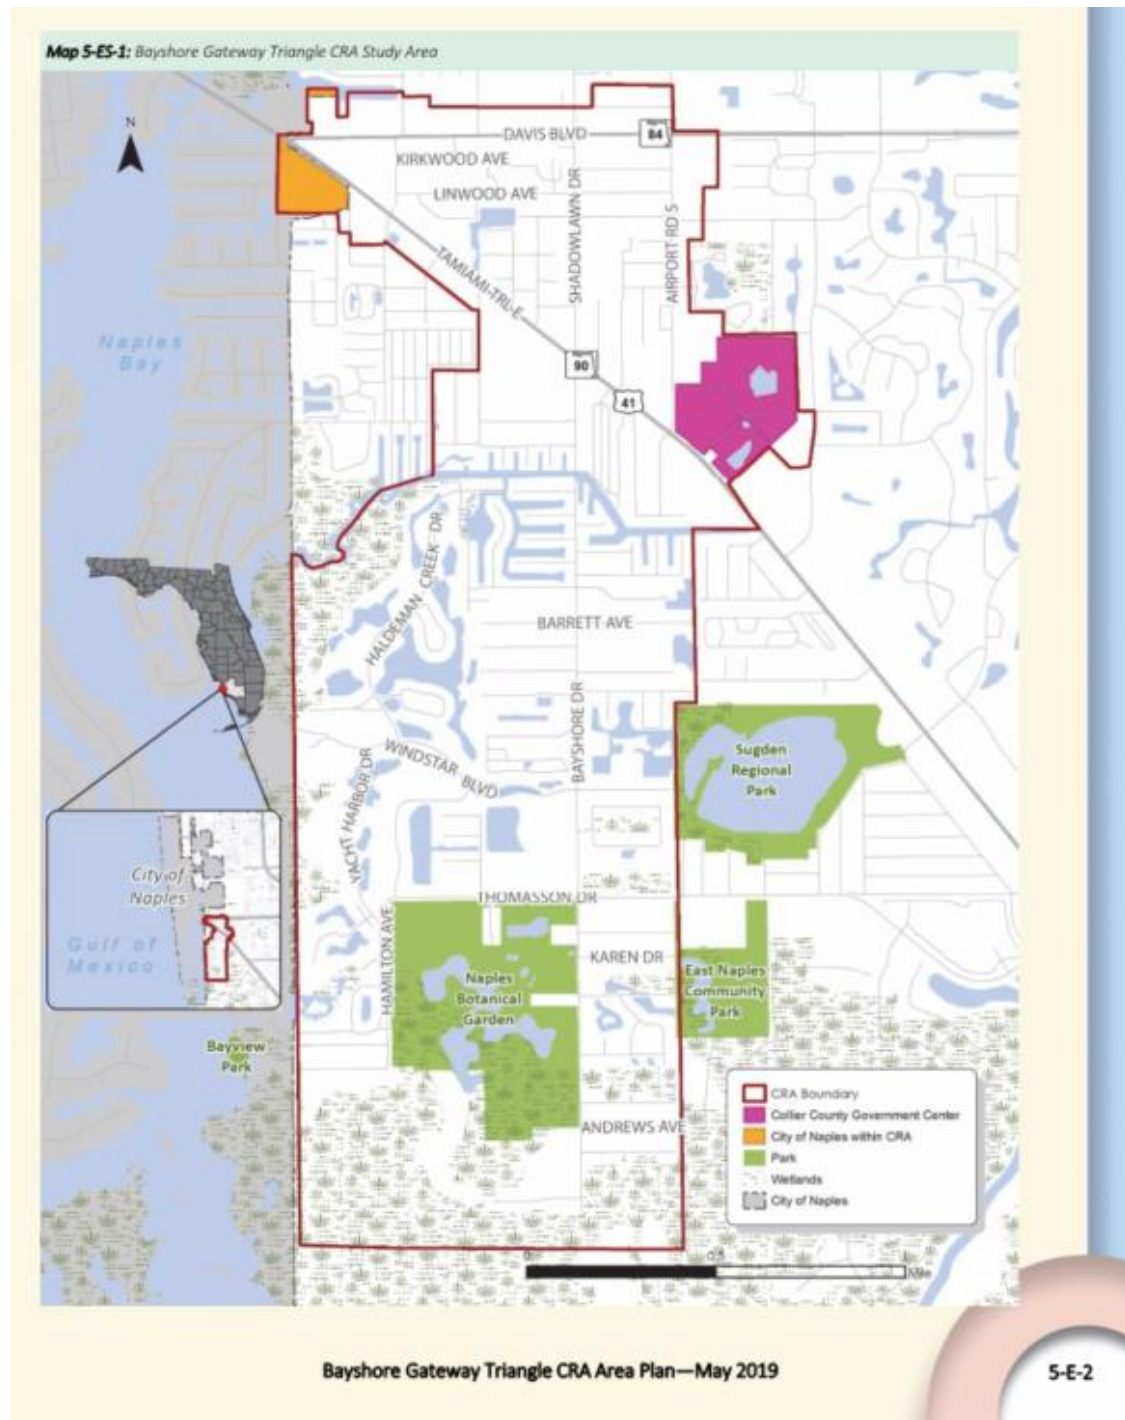 Map 5-ES-1: Bayshore Gateway Triangle CRA Study Area
N
DAVIS BLVD
84
KIRKWOOD AVE
LINWOOD AVE
SHADOWLAWN DR
AIRPORT RD S
TAMIAMI TRL E
Naples
Bay
90
41
HALDEMAN CREEK DR
BARRETT AVE
BAYSHORE DR
WINDSTAR BLVD
YACHT HARBOR DR
Sugden
Regional
Park
City of
Naples
Gulf of
Mexico
THOMASSON DR
HAMILTON AVE
KAREN DR
Naples
Botanical
Garden
East Naples
Community
Park
Bayview
Park
ANDREWS AVE
CRA Boundary
Collier County Government Center
City of Naples within CRA
Park
Wetlands
City of Naples
0
0.5
1
Mile
Bayshore Gateway Triangle CRA Area Plan—May 2019
5-E-2